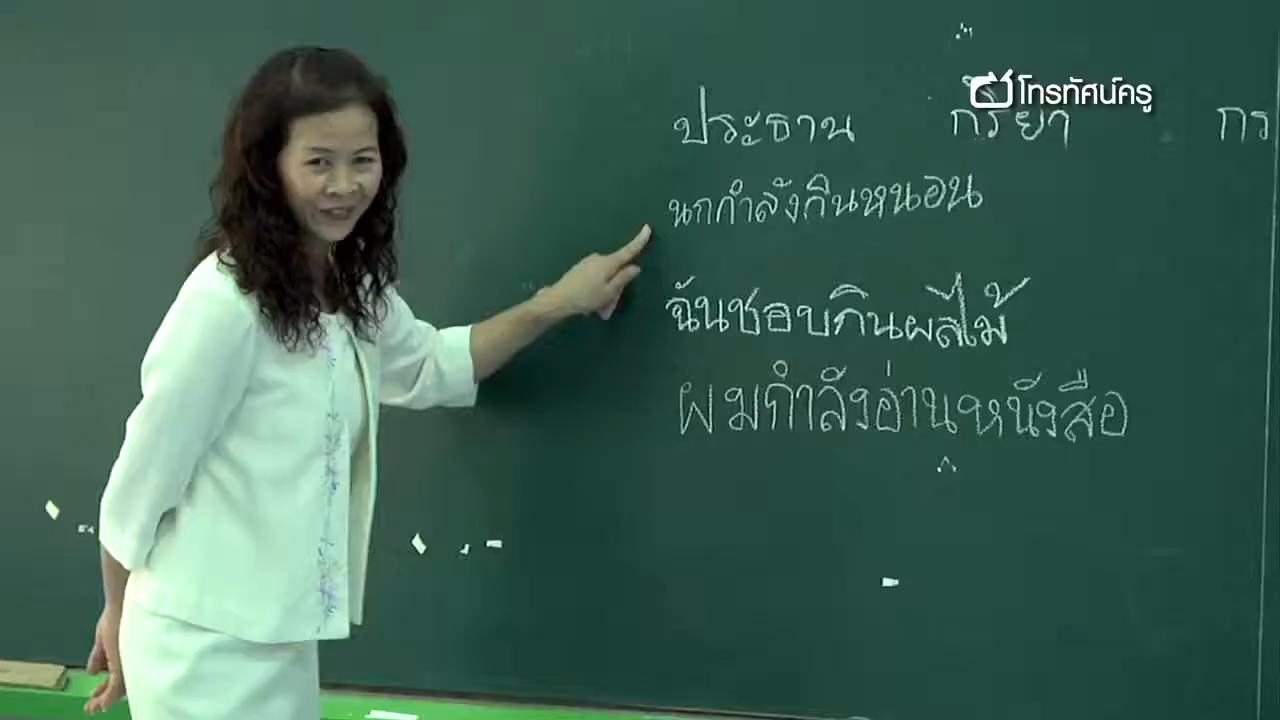 โทรทัศน์ครู
ประธาน กริยา กร
นกกำลังกินหนอน
ฉันชอบกินผลไม้
ผมกำลังอ่านหนังสือ